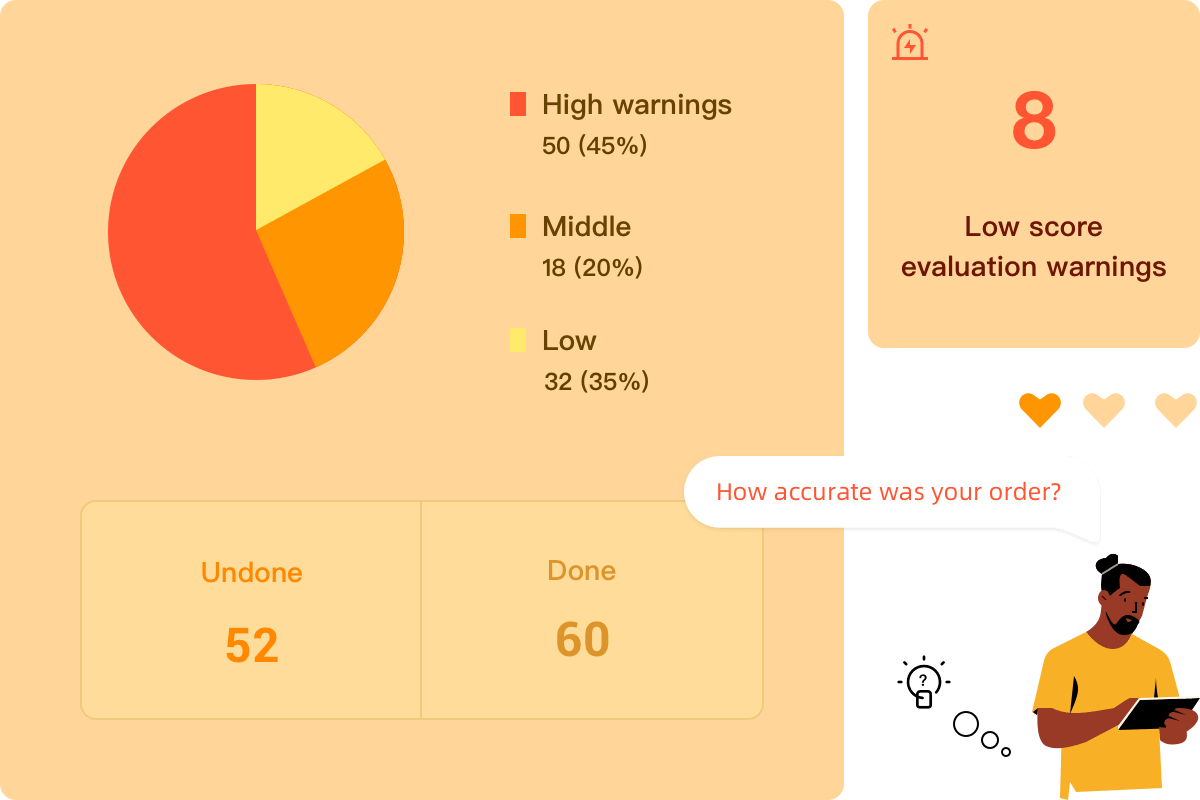 High warnings
50 (45%)
Middle
18 (20%)
Low
32 (35%)
8
Low score
evaluation warnings
How accurate was your order?
Undone
52
Done
60
?